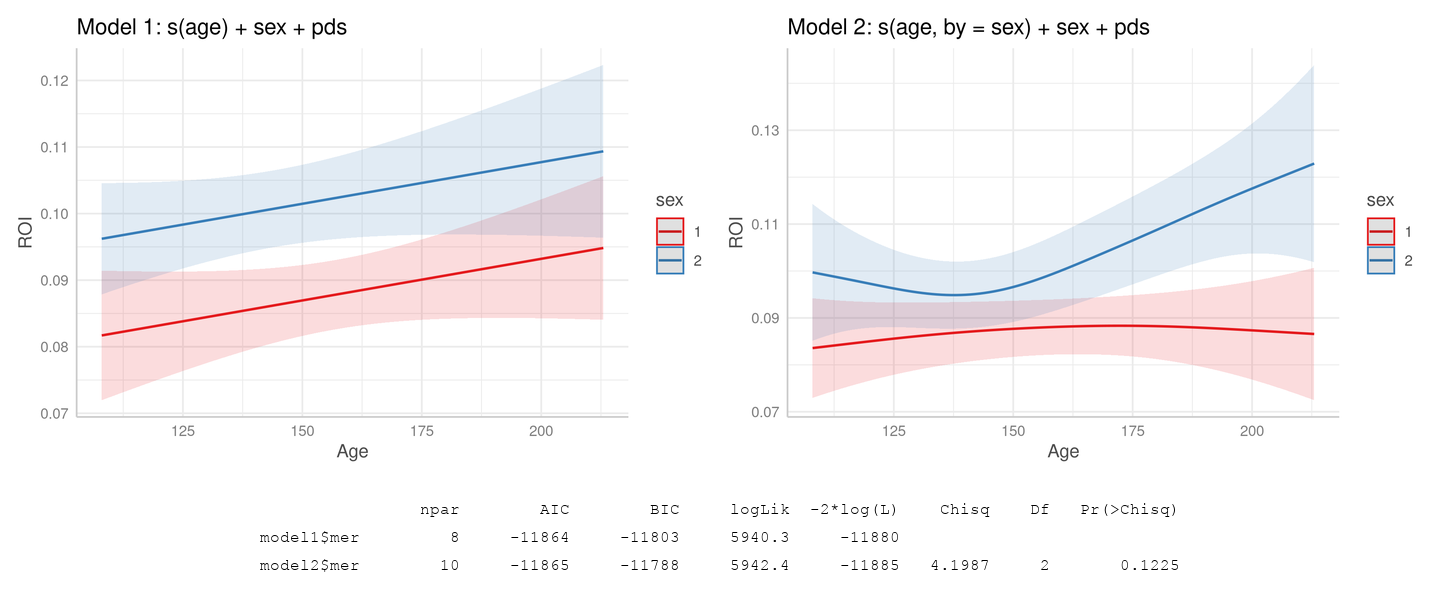 Model 1: s(age) + sex + pds
0.12
0.11
0.10
0.09
0.08
0.07
ROI
125 150 175 200
Age
sex
1
2
Model 2: s(age, by = sex) + sex + pds
0.13
0.11
0.09
0.07
ROI
125 150 175 200
Age
sex
1
2
npar AIC BIC logLik -2*log(L) Chisq Df Pr(>Chisq)
model1$mer 8 -11864 -11803 5940.3 -11880
model2$mer 10 -11865 -11788 5942.4 -11885 4.1987 2 0.1225